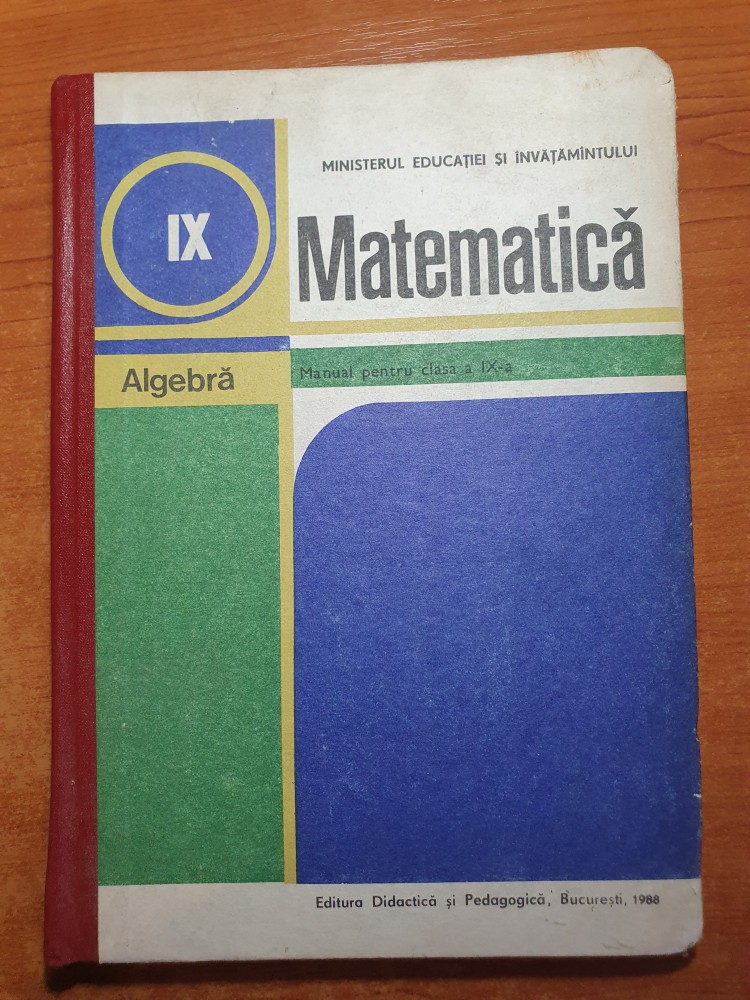 MINISTERUL EDUCAȚIEI ȘI ÎNVĂȚĂMÎNTULUI
IX
Matematică
Algebră
Manual pentru clasa a IX-a
Editura Didactică și Pedagogică, București, 1988